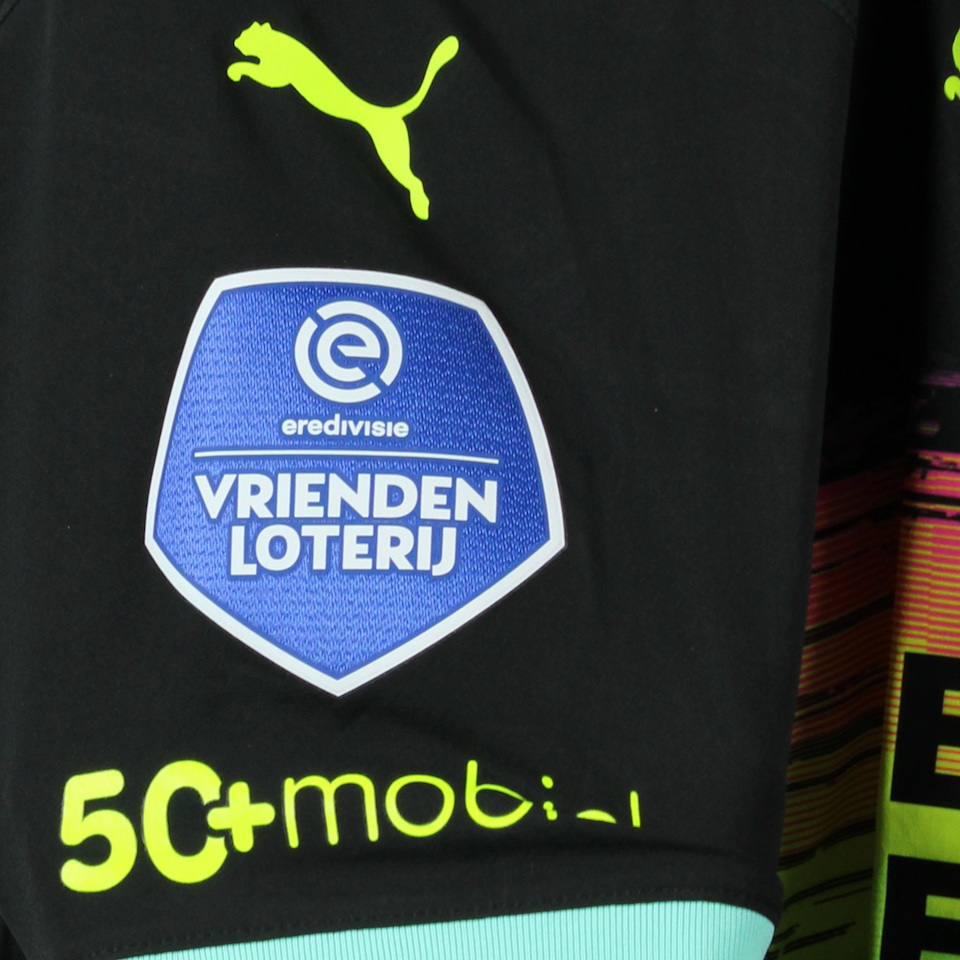 eredivisie
VRIENDEN
LOTERIJ
50+mobiel